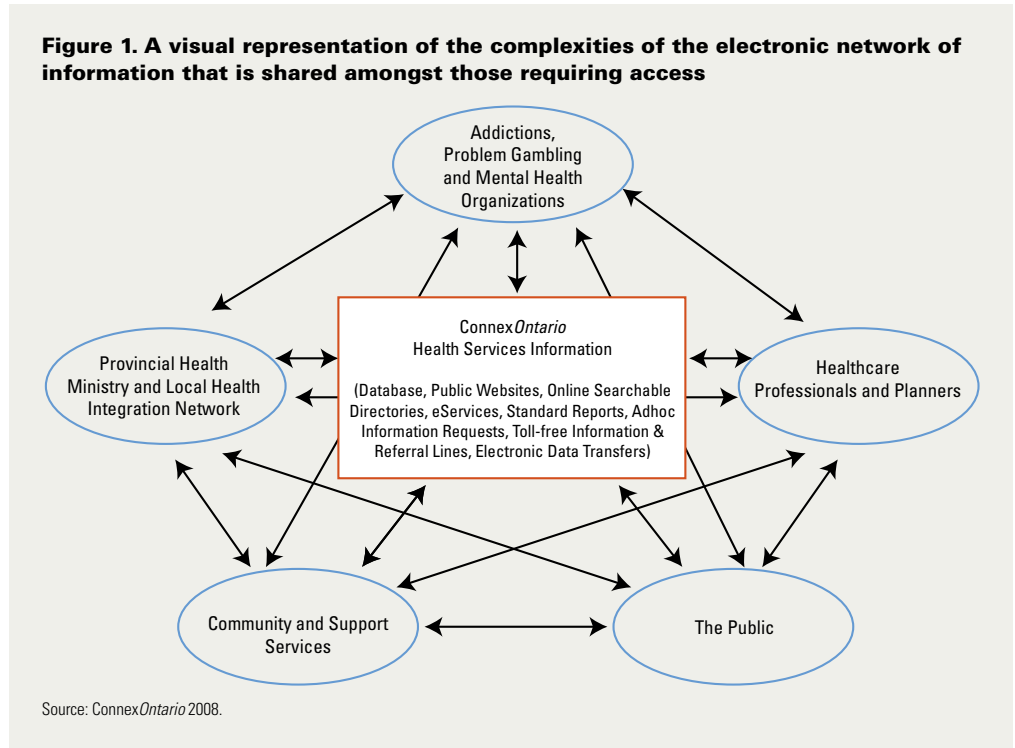 Figure 1. A visual representation of the complexities of the electronic network of
information that is shared amongst those requiring access
Addictions,
Problem Gambling
and Mental Health
Organizations
ConnexOntario
Health Services Information
(Database, Public Websites, Online Searchable
Directories, eServices, Standard Reports, Adhoc
Information Requests, Toll-free Information &
Referral Lines, Electronic Data Transfers)
Provincial Health
Ministry and Local Health
Integration Network
Healthcare
Professionals and Planners
Community and Support
Services
The Public
Source: ConnexOntario 2008.